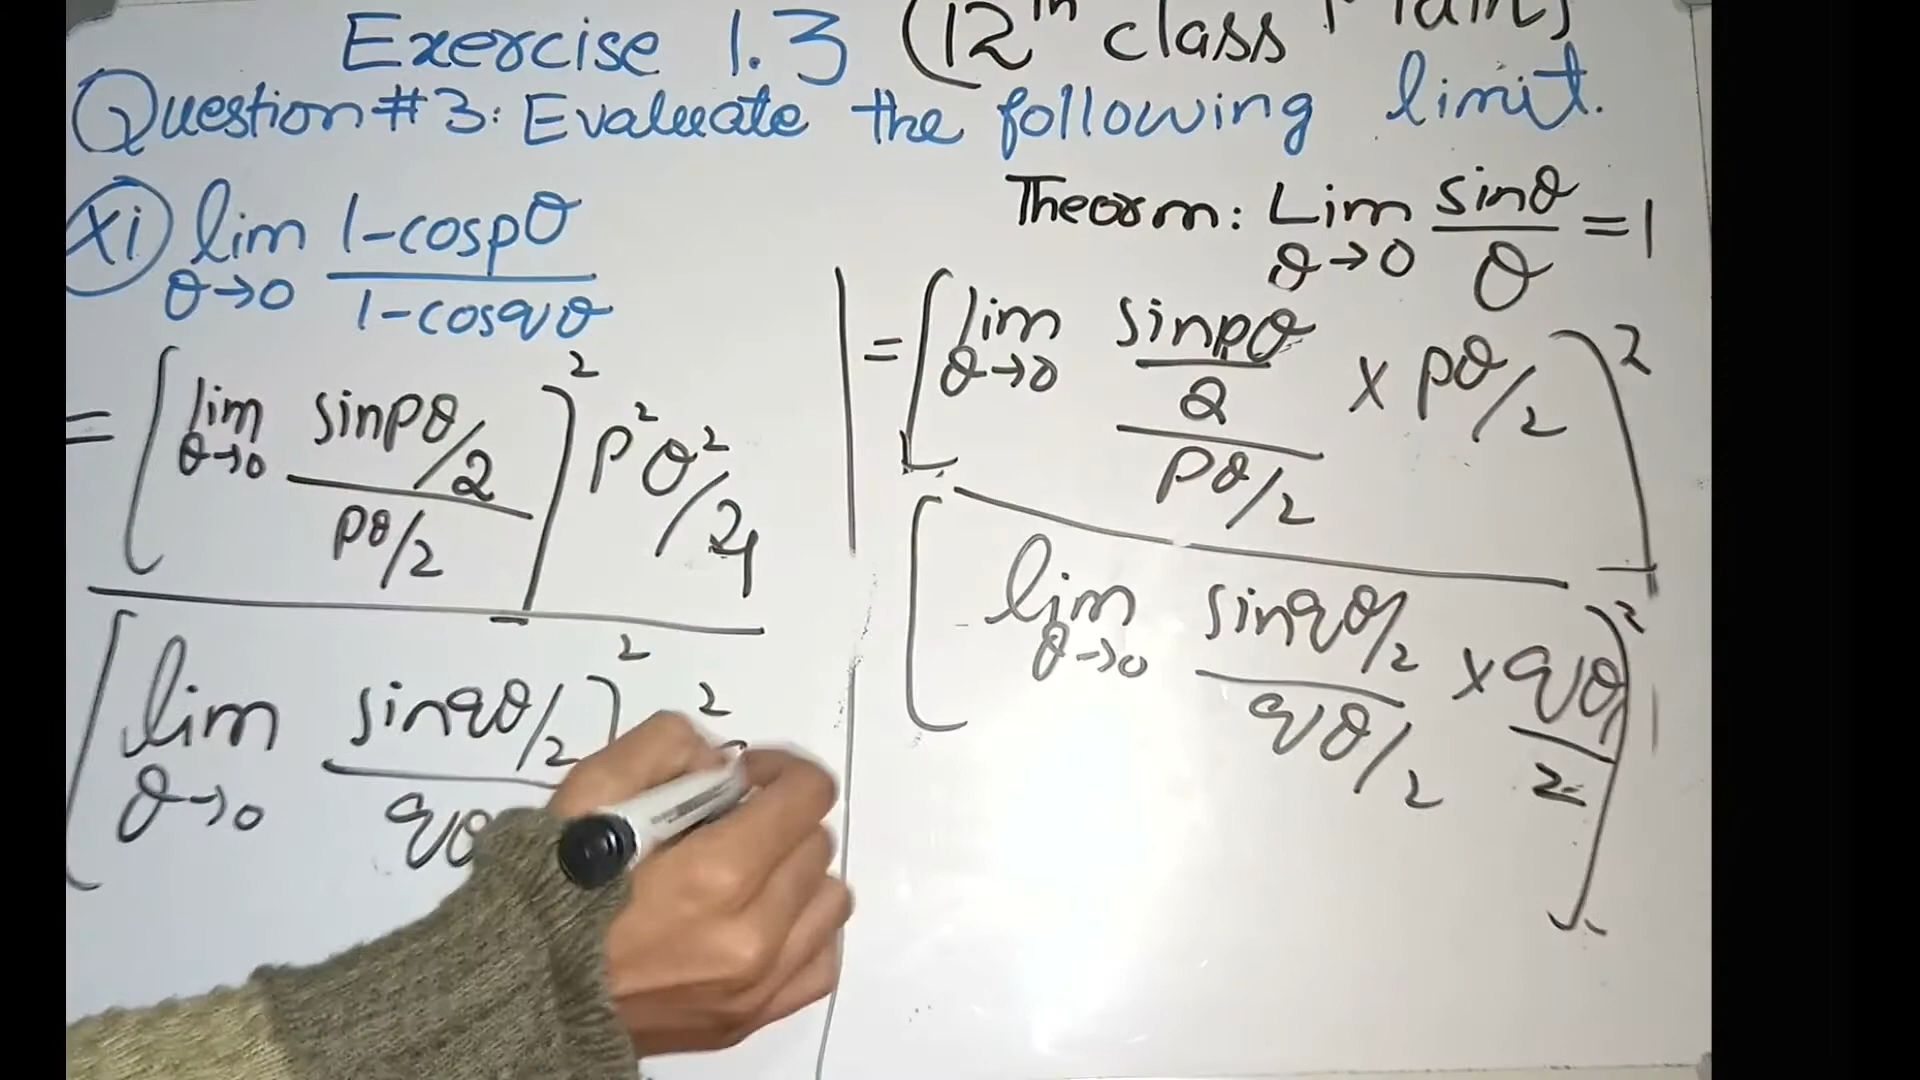 Exercise 1.3 (12th class
Question#3: Evaluate the following limit.
xi) lim θ→0 1-cospθ / 1-cosqθ
Theorm: Lim θ→0 sinθ / θ = 1
= [lim θ→0 sinpθ/2 / pθ/2 × pθ/2]²
[lim θ→0 sinqθ/2 / qθ/2 × qθ/2]²
= [lim θ→0 sinpθ/2 / pθ/2]² p²θ²/4
[lim θ→0 sinqθ/2 / qθ ]² ²